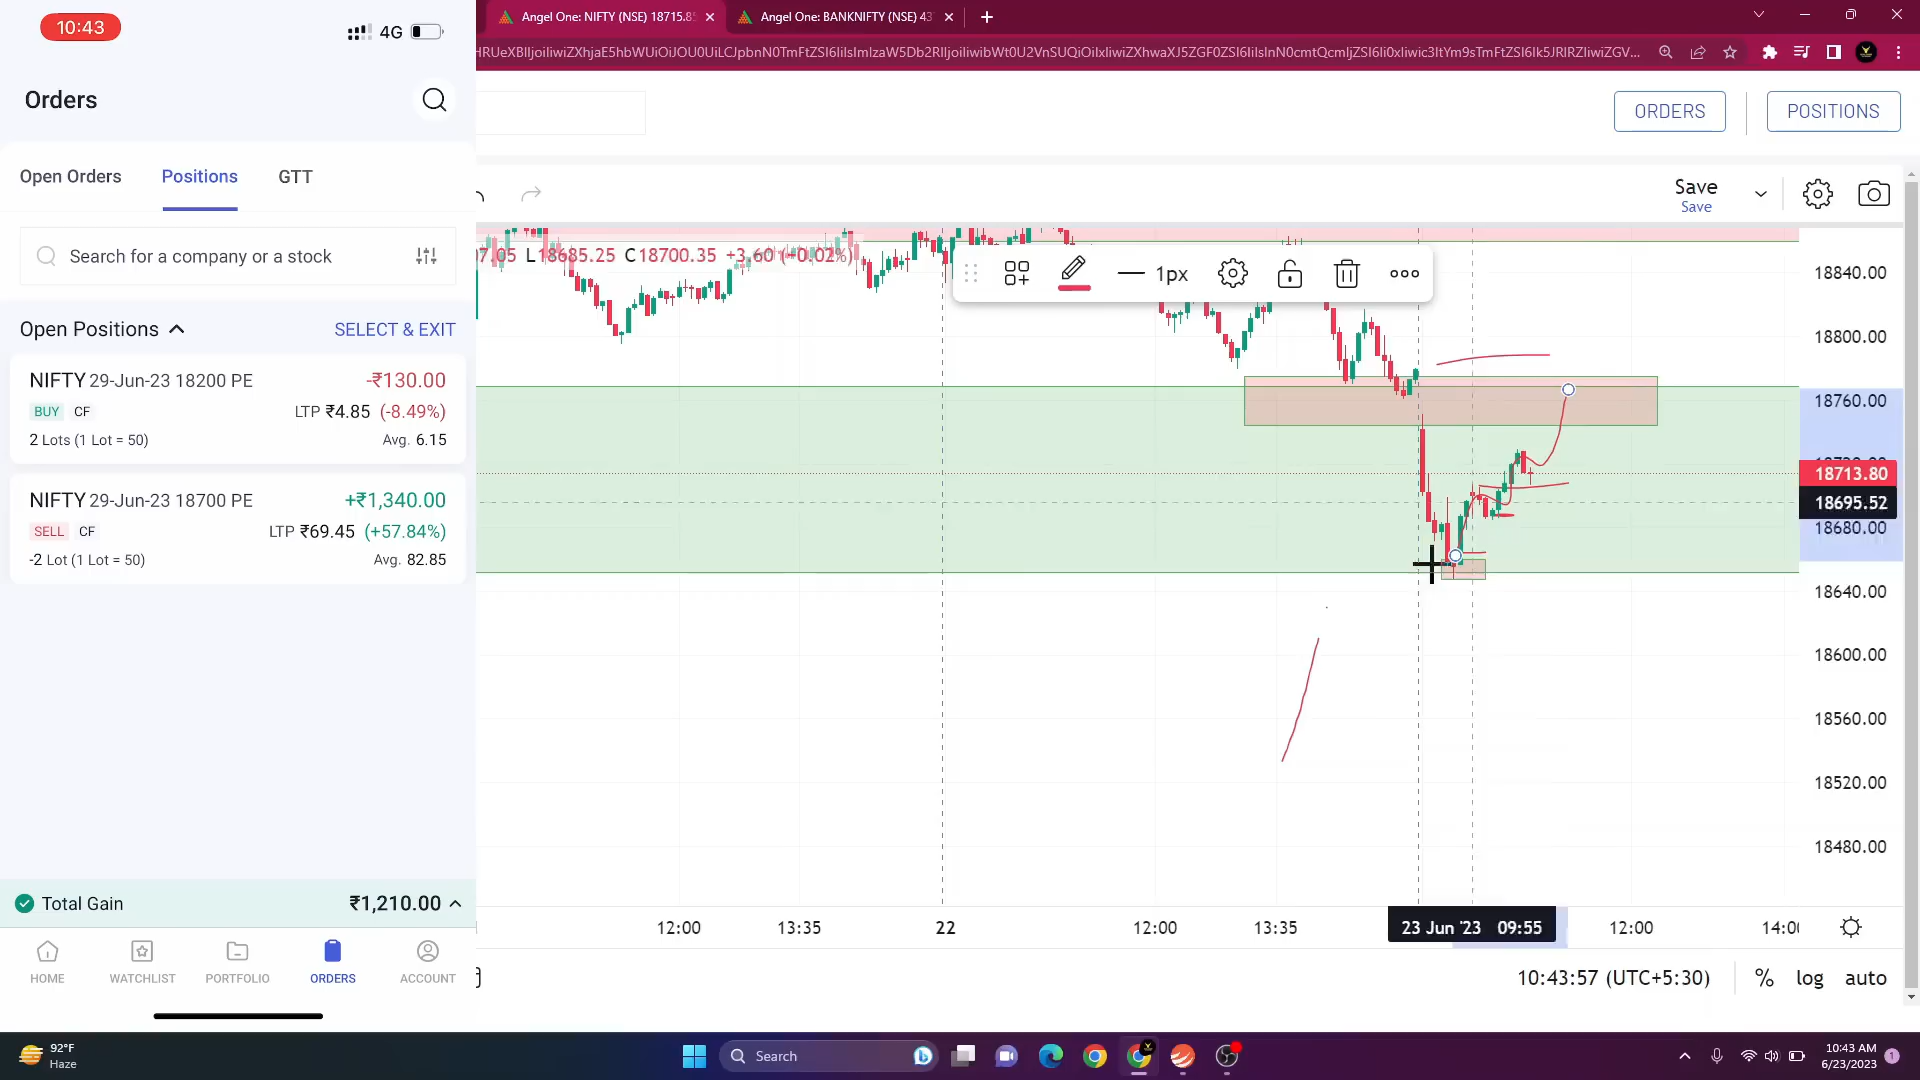 10:43
4G
Orders
Open Orders
Positions
GTT
Search for a company or a stock
Open Positions
SELECT & EXIT
NIFTY 29-Jun-23 18200 PE
-₹130.00
BUY CF
LTP ₹4.85 (-8.49%)
2 Lots (1 Lot = 50)
Avg. 6.15
NIFTY 29-Jun-23 18700 PE
+₹1,340.00
SELL CF
LTP ₹69.45 (+57.84%)
-2 Lot (1 Lot = 50)
Avg. 82.85
Total Gain
₹1,210.00
HOME
WATCHLIST
PORTFOLIO
ORDERS
ACCOUNT
Angel One: NIFTY (NSE) 18715.8
Angel One: BANKNIFTY (NSE) 43
ORDERS
POSITIONS
Save
Save
7.05 L18685.25 C18700.35 +3.60 (+0.02%)
1px
18840.00
18800.00
18760.00
18713.80
18695.52
18680.00
18640.00
18600.00
18560.00
18520.00
18480.00
12:00
13:35
22
12:00
13:35
23 Jun '23 09:55
12:00
14:0
10:43:57 (UTC+5:30)
%
log
auto
92°F
Haze
Search
10:43 AM
6/23/2023
1